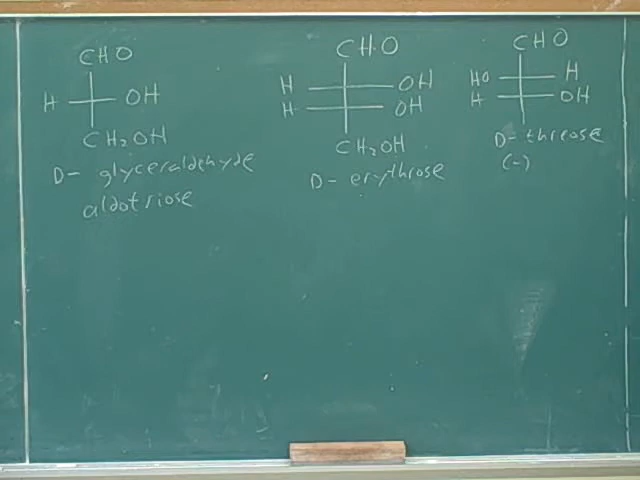 CHO
H OH
CH₂OH
D- glyceraldehyde
aldotriose
CHO
H OH
H OH
CH₂OH
D- erythrose
CHO
HO H
H OH
D- threose
(-)